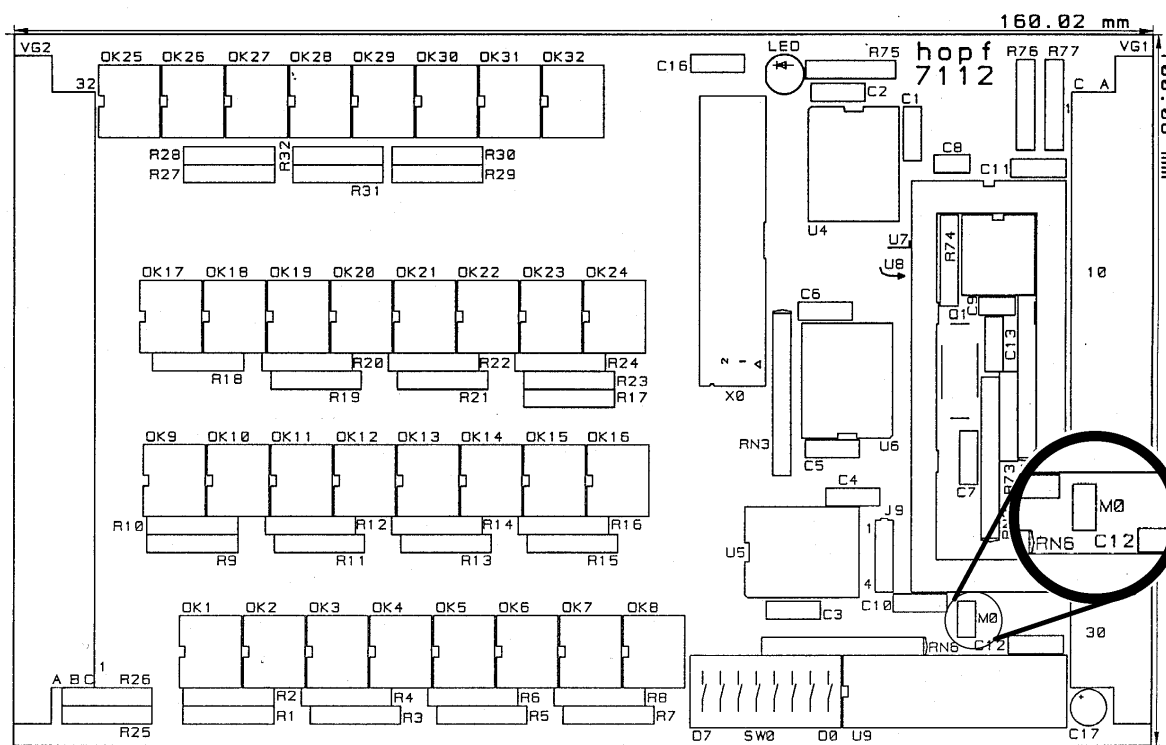 160.02 mm
VG2 LED hopf R76 R77 VG1
OK25 OK26 OK27 OK28 OK29 OK30 OK31 OK32
C16 R75 7112
32 C2 C1 C A
1
R28 R32 R30
R27 R31 R29
C8 C11
U4 U7 R74
U8
10
OK17 OK18 OK19 OK20 OK21 OK22 OK23 OK24
C6 C9 Q1 C13
R18 R20 R22 R24
R19 R21 R23
R17
2 1
X0
OK9 OK10 OK11 OK12 OK13 OK14 OK15 OK16
RN3 U6 C5 C7 R73
C4 J9
1
M0
R10 R12 R14 R16
R9 R11 R13 R15
U5 RN6 C12
4
OK1 OK2 OK3 OK4 OK5 OK6 OK7 OK8
C3 C10 M0 30
RN6 C12
1
A B C R26 R2 R4 R6 R8
R25 R1 R3 R5 R7
D7 SW0 D0 U9 C17